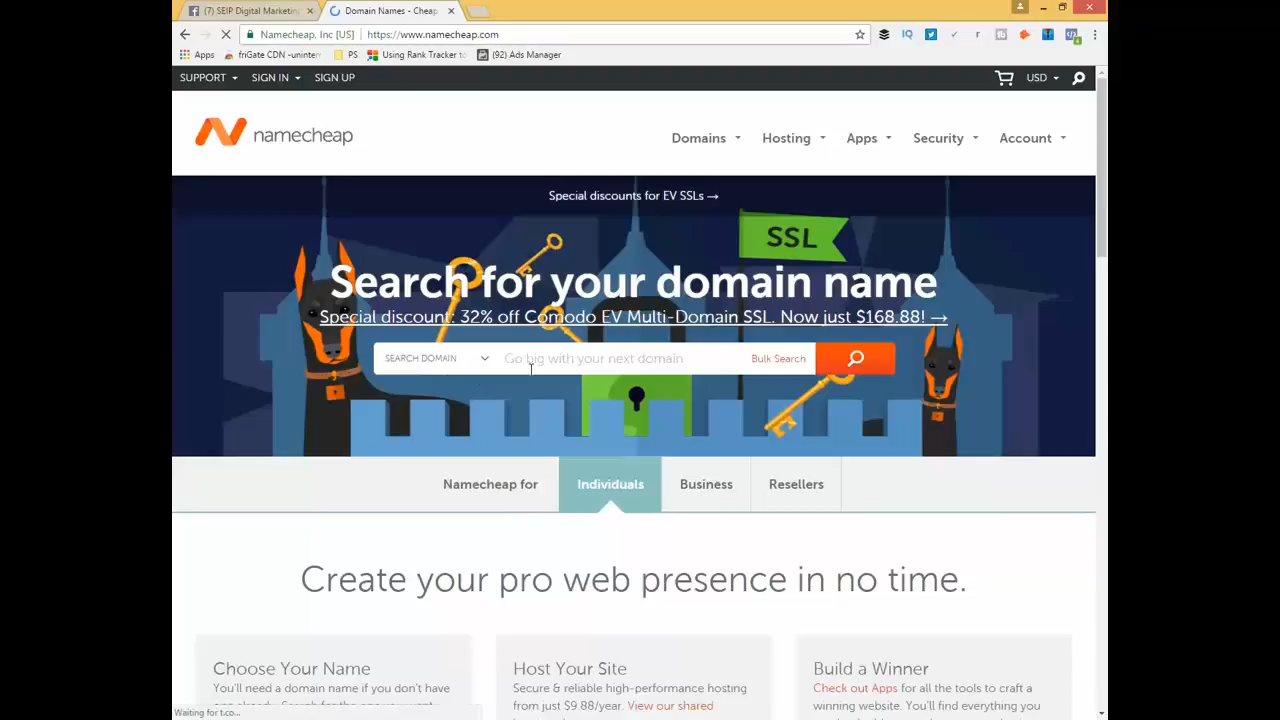 (7) SEIP Digital Marketin
Domain Names - Cheap
Namecheap, Inc [US]
https://www.namecheap.com
Apps
friGate CDN -uninterr
PS
Using Rank Tracker to
(92) Ads Manager
SUPPORT
SIGN IN
SIGN UP
USD
namecheap
Domains
Hosting
Apps
Security
Account
Special discounts for EV SSLs →
SSL
Search for your domain name
Special discount: 32% off Comodo EV Multi-Domain SSL. Now just $168.88! →
SEARCH DOMAIN
Go big with your next domain
Bulk Search
Namecheap for
Individuals
Business
Resellers
Create your pro web presence in no time.
Choose Your Name
You'll need a domain name if you don't have
Host Your Site
Secure & reliable high-performance hosting
from just $9.88/year. View our shared
Build a Winner
Check out Apps for all the tools to craft a
winning website. You'll find everything you
Waiting for t.co...